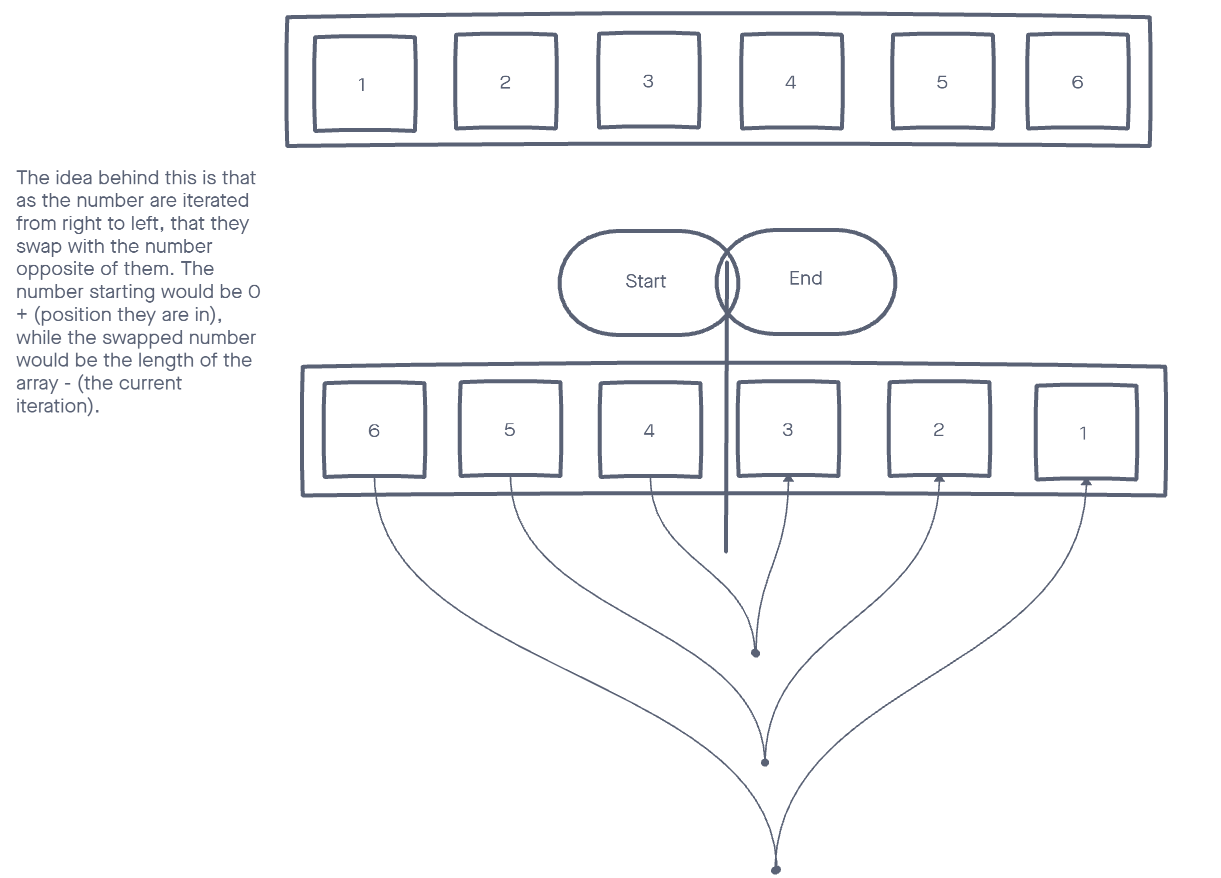 1 2 3 4 5 6
The idea behind this is that
as the number are iterated
from right to left, that they
swap with the number
opposite of them. The
number starting would be 0
+ (position they are in),
while the swapped number
would be the length of the
array - (the current
iteration).
Start End
6 5 4 3 2 1